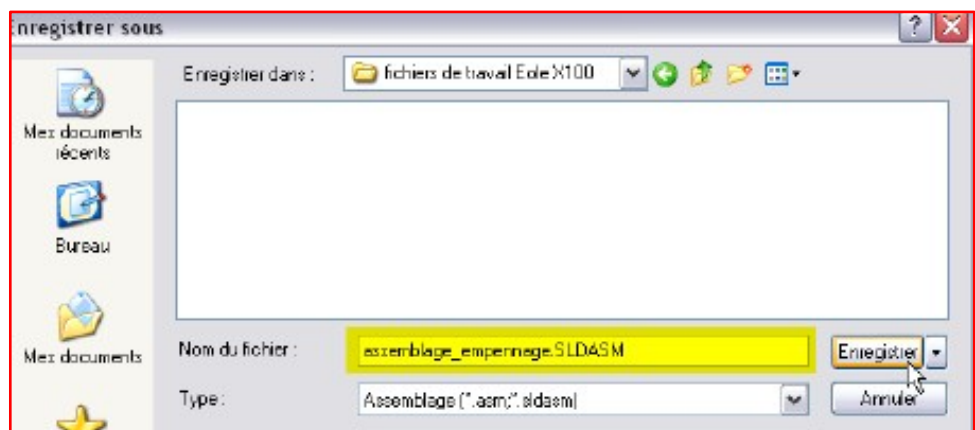 Enregistrer sous
Enregistrer dans :
fichiers de travail Eole X100
Mes documents
récents
Bureau
Mes documents
Nom du fichier :
assemblage_empennage.SLDASM
Enregistrer
Type :
Assemblage (*.asm;*.sldasm)
Annuler